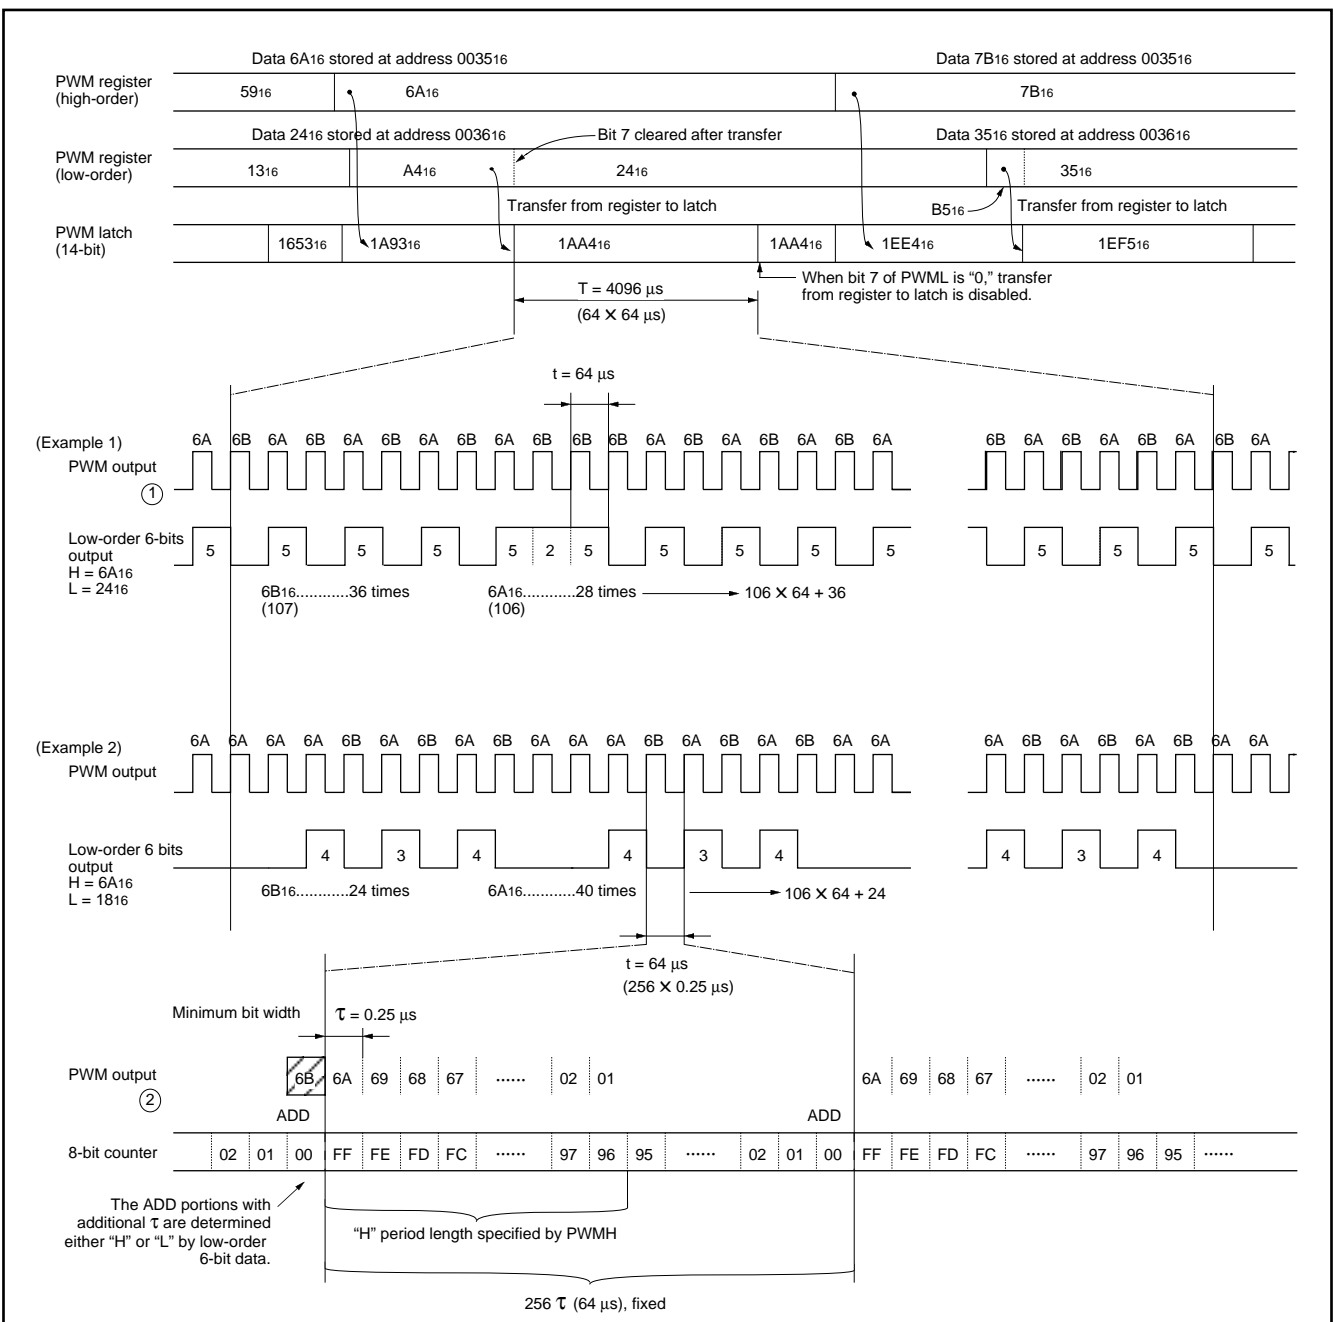 Data 6A16 stored at address 003516
Data 7B16 stored at address 003516
PWM register
(high-order)
5916 6A16 7B16
Data 2416 stored at address 003616
Bit 7 cleared after transfer
Data 3516 stored at address 003616
PWM register
(low-order)
1316 A416 2416 3516
B516
Transfer from register to latch
Transfer from register to latch
PWM latch
(14-bit)
165316 1A9316 1AA416 1AA416 1EE416 1EF516
When bit 7 of PWML is “0,” transfer
from register to latch is disabled.
T = 4096 μs
(64 × 64 μs)
t = 64 μs
(Example 1)
6A 6B 6A 6B 6A 6B 6A 6B 6A 6B 6B 6B 6A 6B 6A 6B 6A 6B 6A 6B 6A 6B 6A 6B 6A 6B 6A
PWM output
1
Low-order 6-bits
output
H = 6A16
L = 2416
5 5 5 5 5 2 5 5 5 5 5 5 5 5 5
6B16............36 times
(107)
6A16............28 times
(106)
106 × 64 + 36
(Example 2)
6A 6A 6A 6A 6B 6A 6B 6A 6B 6A 6A 6A 6B 6A 6B 6A 6B 6A 6A 6A 6B 6A 6B 6A 6B 6A 6A
PWM output
Low-order 6 bits
output
H = 6A16
L = 1816
4 3 4 4 3 4 4 3 4
6B16............24 times
6A16............40 times
106 × 64 + 24
t = 64 μs
(256 × 0.25 μs)
Minimum bit width
τ = 0.25 μs
PWM output
2
6B 6A 69 68 67 ...... 02 01 6A 69 68 67 ...... 02 01
ADD ADD
8-bit counter
02 01 00 FF FE FD FC ...... 97 96 95 ...... 02 01 00 FF FE FD FC ...... 97 96 95 ......
The ADD portions with
additional τ are determined
either “H” or “L” by low-order
6-bit data.
“H” period length specified by PWMH
256 τ (64 μs), fixed